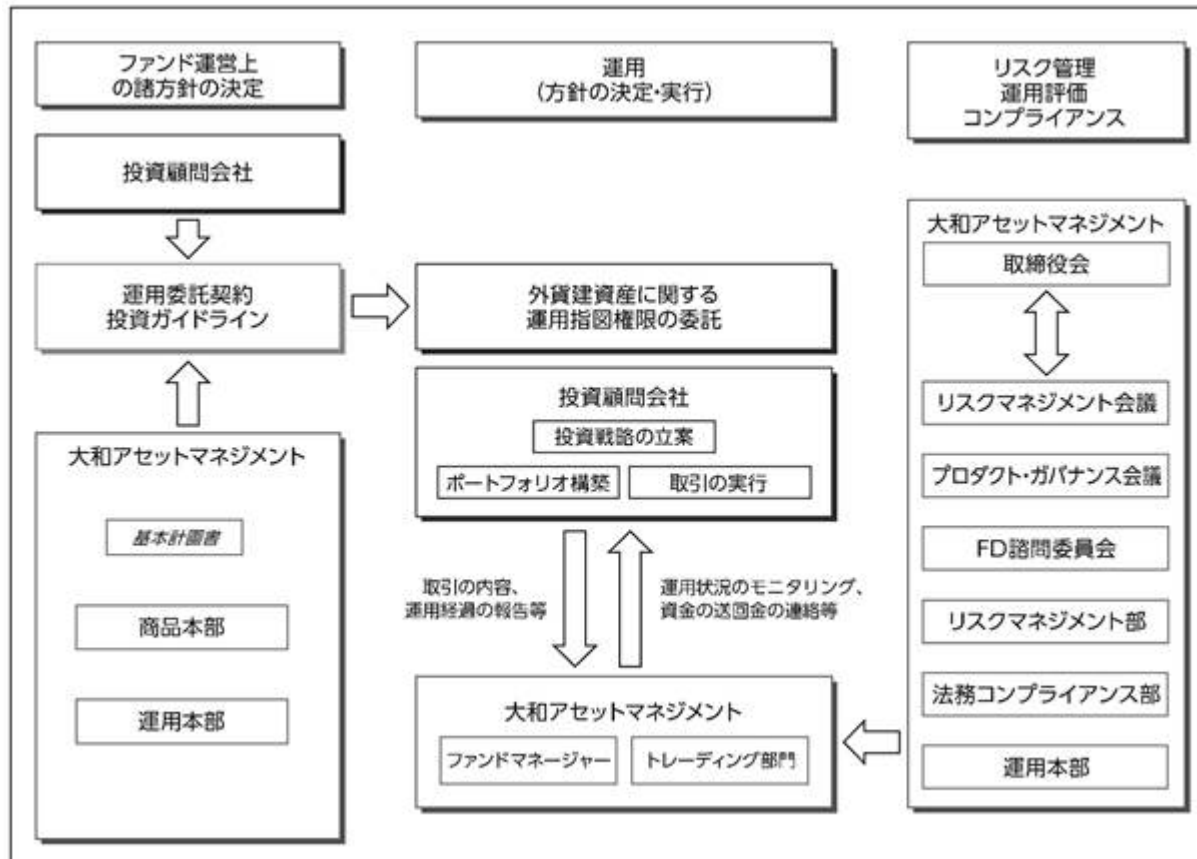 ファンド運営上
の諸方針の決定
投資顧問会社
運用委託契約
投資ガイドライン
大和アセットマネジメント
基本計画書
商品本部
運用本部
運用
(方針の決定・実行)
外貨建資産に関する
運用指図権限の委託
投資顧問会社
投資戦略の立案
ポートフォリオ構築
取引の実行
取引の内容、
運用経過の報告等
運用状況のモニタリング、
資金の送回金の連絡等
大和アセットマネジメント
ファンドマネージャー
トレーディング部門
リスク管理
運用評価
コンプライアンス
大和アセットマネジメント
取締役会
リスクマネジメント会議
プロダクト・ガバナンス会議
FD諮問委員会
リスクマネジメント部
法務コンプライアンス部
運用本部